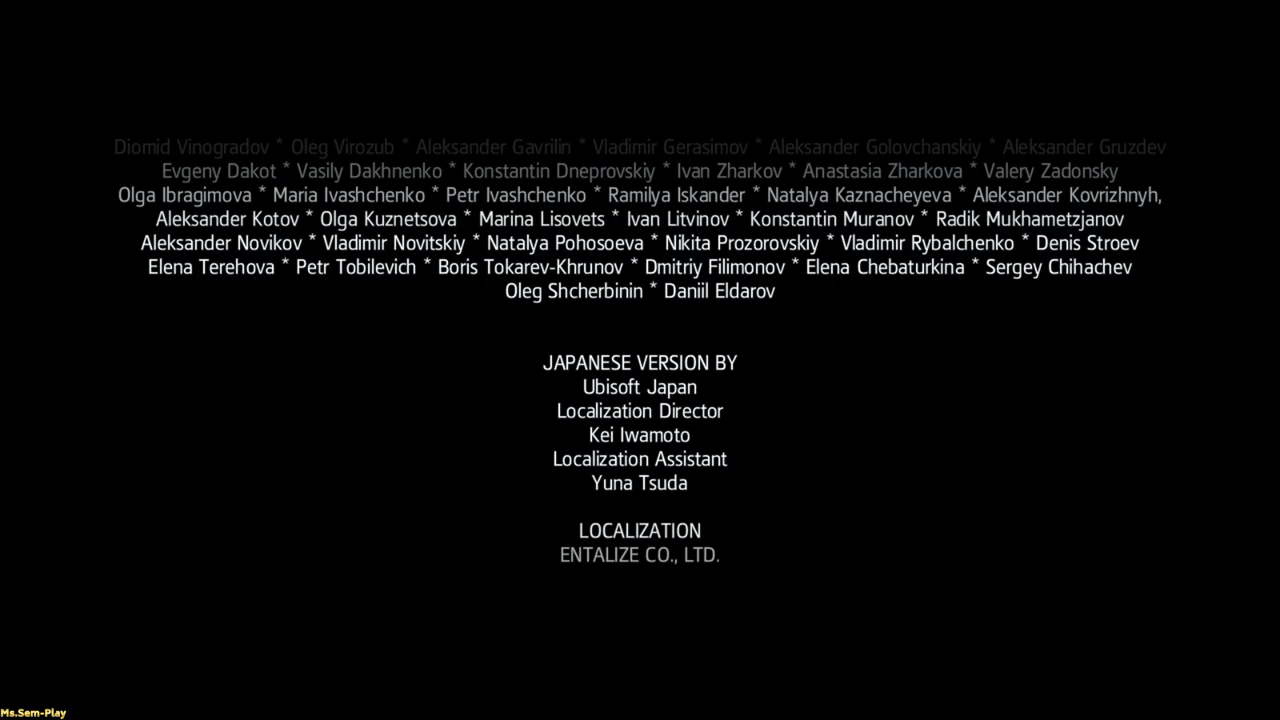 Diomid Vinogradov * Oleg Virozub * Aleksander Gavrilin * Vladimir Gerasimov * Aleksander Golovchanskiy * Aleksander Gruzdev
Evgeny Dakot * Vasily Dakhnenko * Konstantin Dneprovskiy * Ivan Zharkov * Anastasia Zharkova * Valery Zadonsky
Olga Ibragimova * Maria Ivashchenko * Petr Ivashchenko * Ramilya Iskander * Natalya Kaznacheyeva * Aleksander Kovrizhnyh,
Aleksander Kotov * Olga Kuznetsova * Marina Lisovets * Ivan Litvinov * Konstantin Muranov * Radik Mukhametzjanov
Aleksander Novikov * Vladimir Novitskiy * Natalya Pohosoeva * Nikita Prozorovskiy * Vladimir Rybalchenko * Denis Stroev
Elena Terehova * Petr Tobilevich * Boris Tokarev-Khrunov * Dmitriy Filimonov * Elena Chebaturkina * Sergey Chihachev
Oleg Shcherbinin * Daniil Eldarov
JAPANESE VERSION BY
Ubisoft Japan
Localization Director
Kei Iwamoto
Localization Assistant
Yuna Tsuda
LOCALIZATION
ENTALIZE CO., LTD.
Ms.Sem-Play